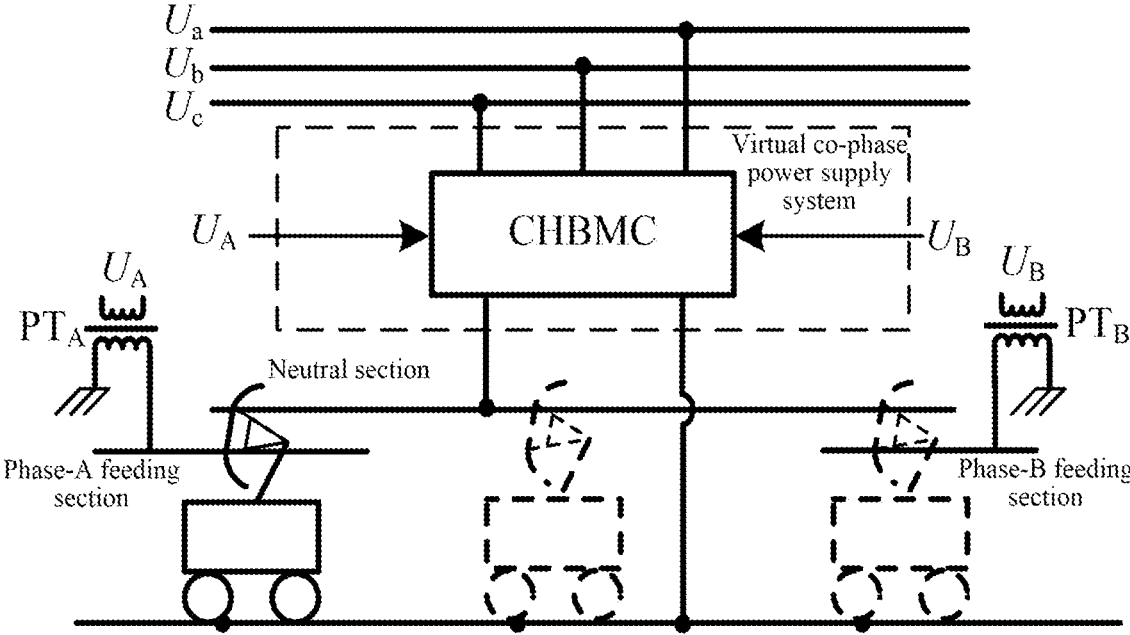 Ua
Ub
Uc
Virtual co-phase
power supply
system
CHBMC
UA
UB
UA
UB
PTA
PTB
Neutral section
Phase-A feeding
section
Phase-B feeding
section